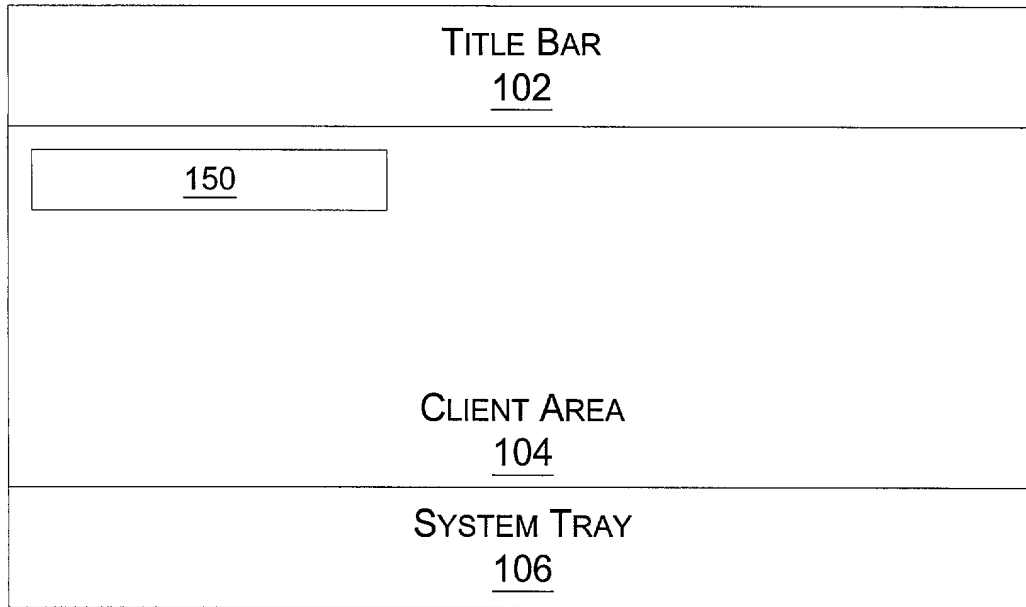 TITLE BAR
102
150
CLIENT AREA
104
SYSTEM TRAY
106